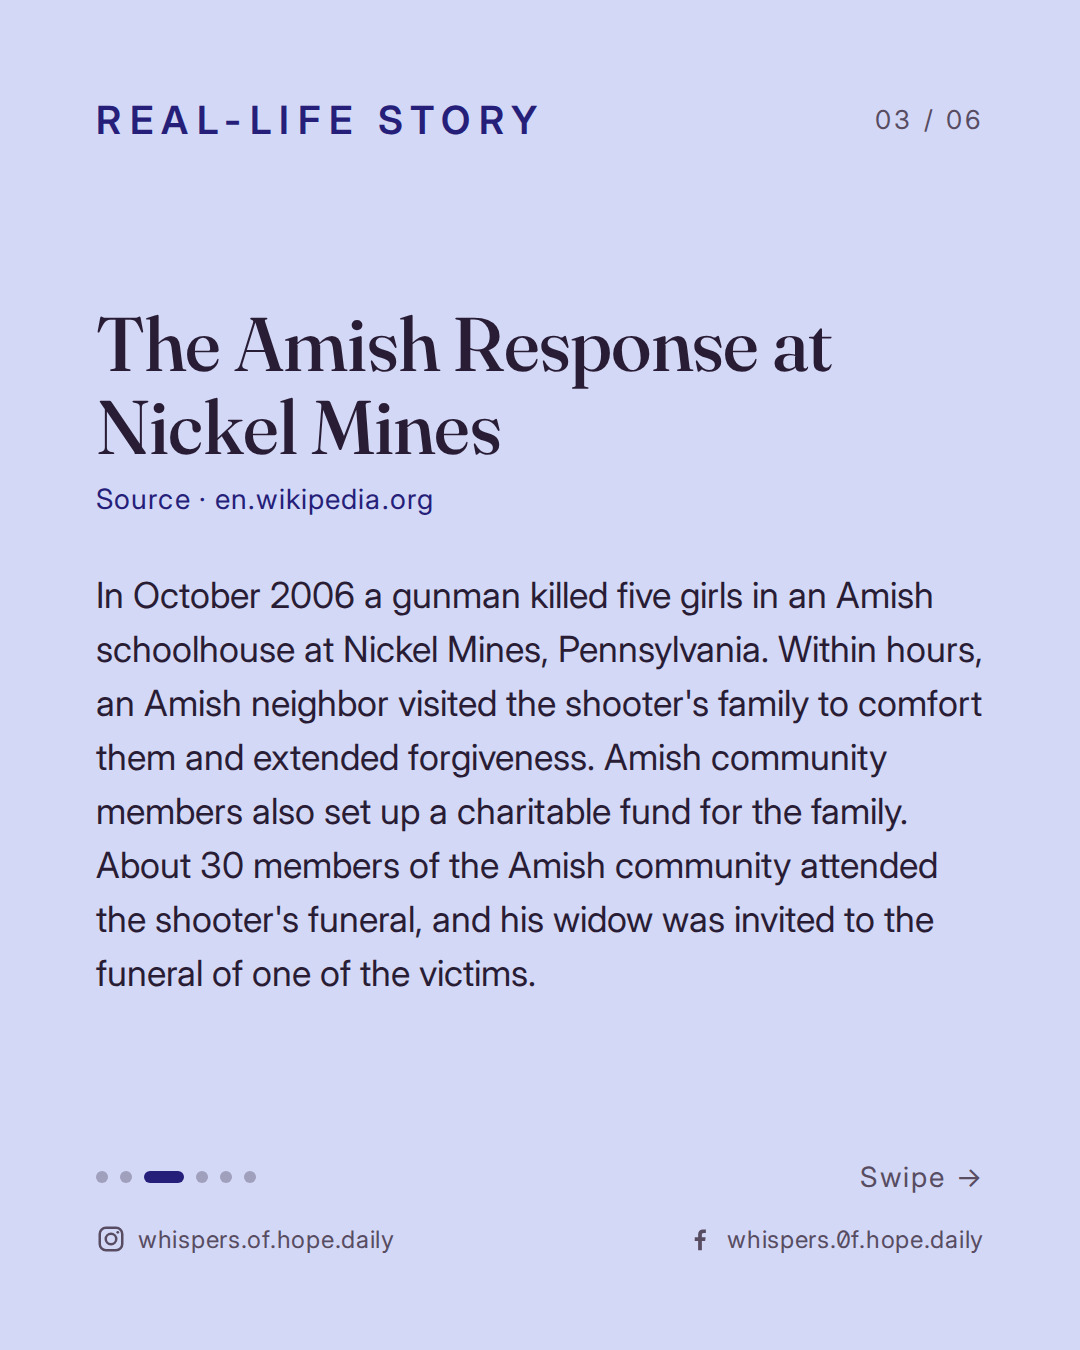 REAL-LIFE STORY
03 / 06
The Amish Response at
Nickel Mines
Source · en.wikipedia.org
In October 2006 a gunman killed five girls in an Amish
schoolhouse at Nickel Mines, Pennsylvania. Within hours,
an Amish neighbor visited the shooter's family to comfort
them and extended forgiveness. Amish community
members also set up a charitable fund for the family.
About 30 members of the Amish community attended
the shooter's funeral, and his widow was invited to the
funeral of one of the victims.
Swipe →
whispers.of.hope.daily
whispers.0f.hope.daily